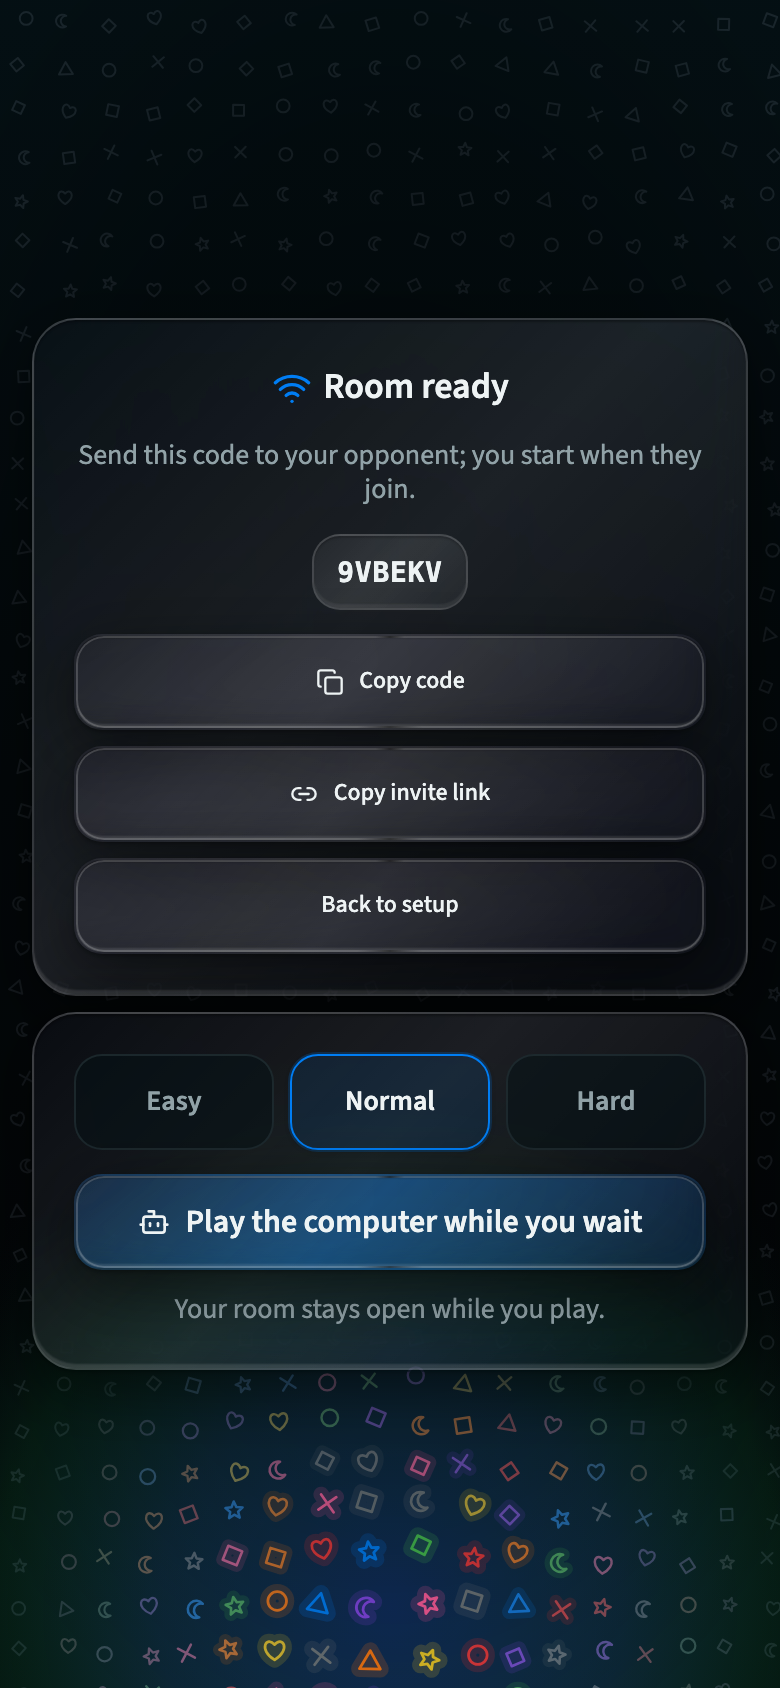 Room ready
Send this code to your opponent; you start when they
join.
9VBEKV
Copy code
Copy invite link
Back to setup
Easy
Normal
Hard
Play the computer while you wait
Your room stays open while you play.